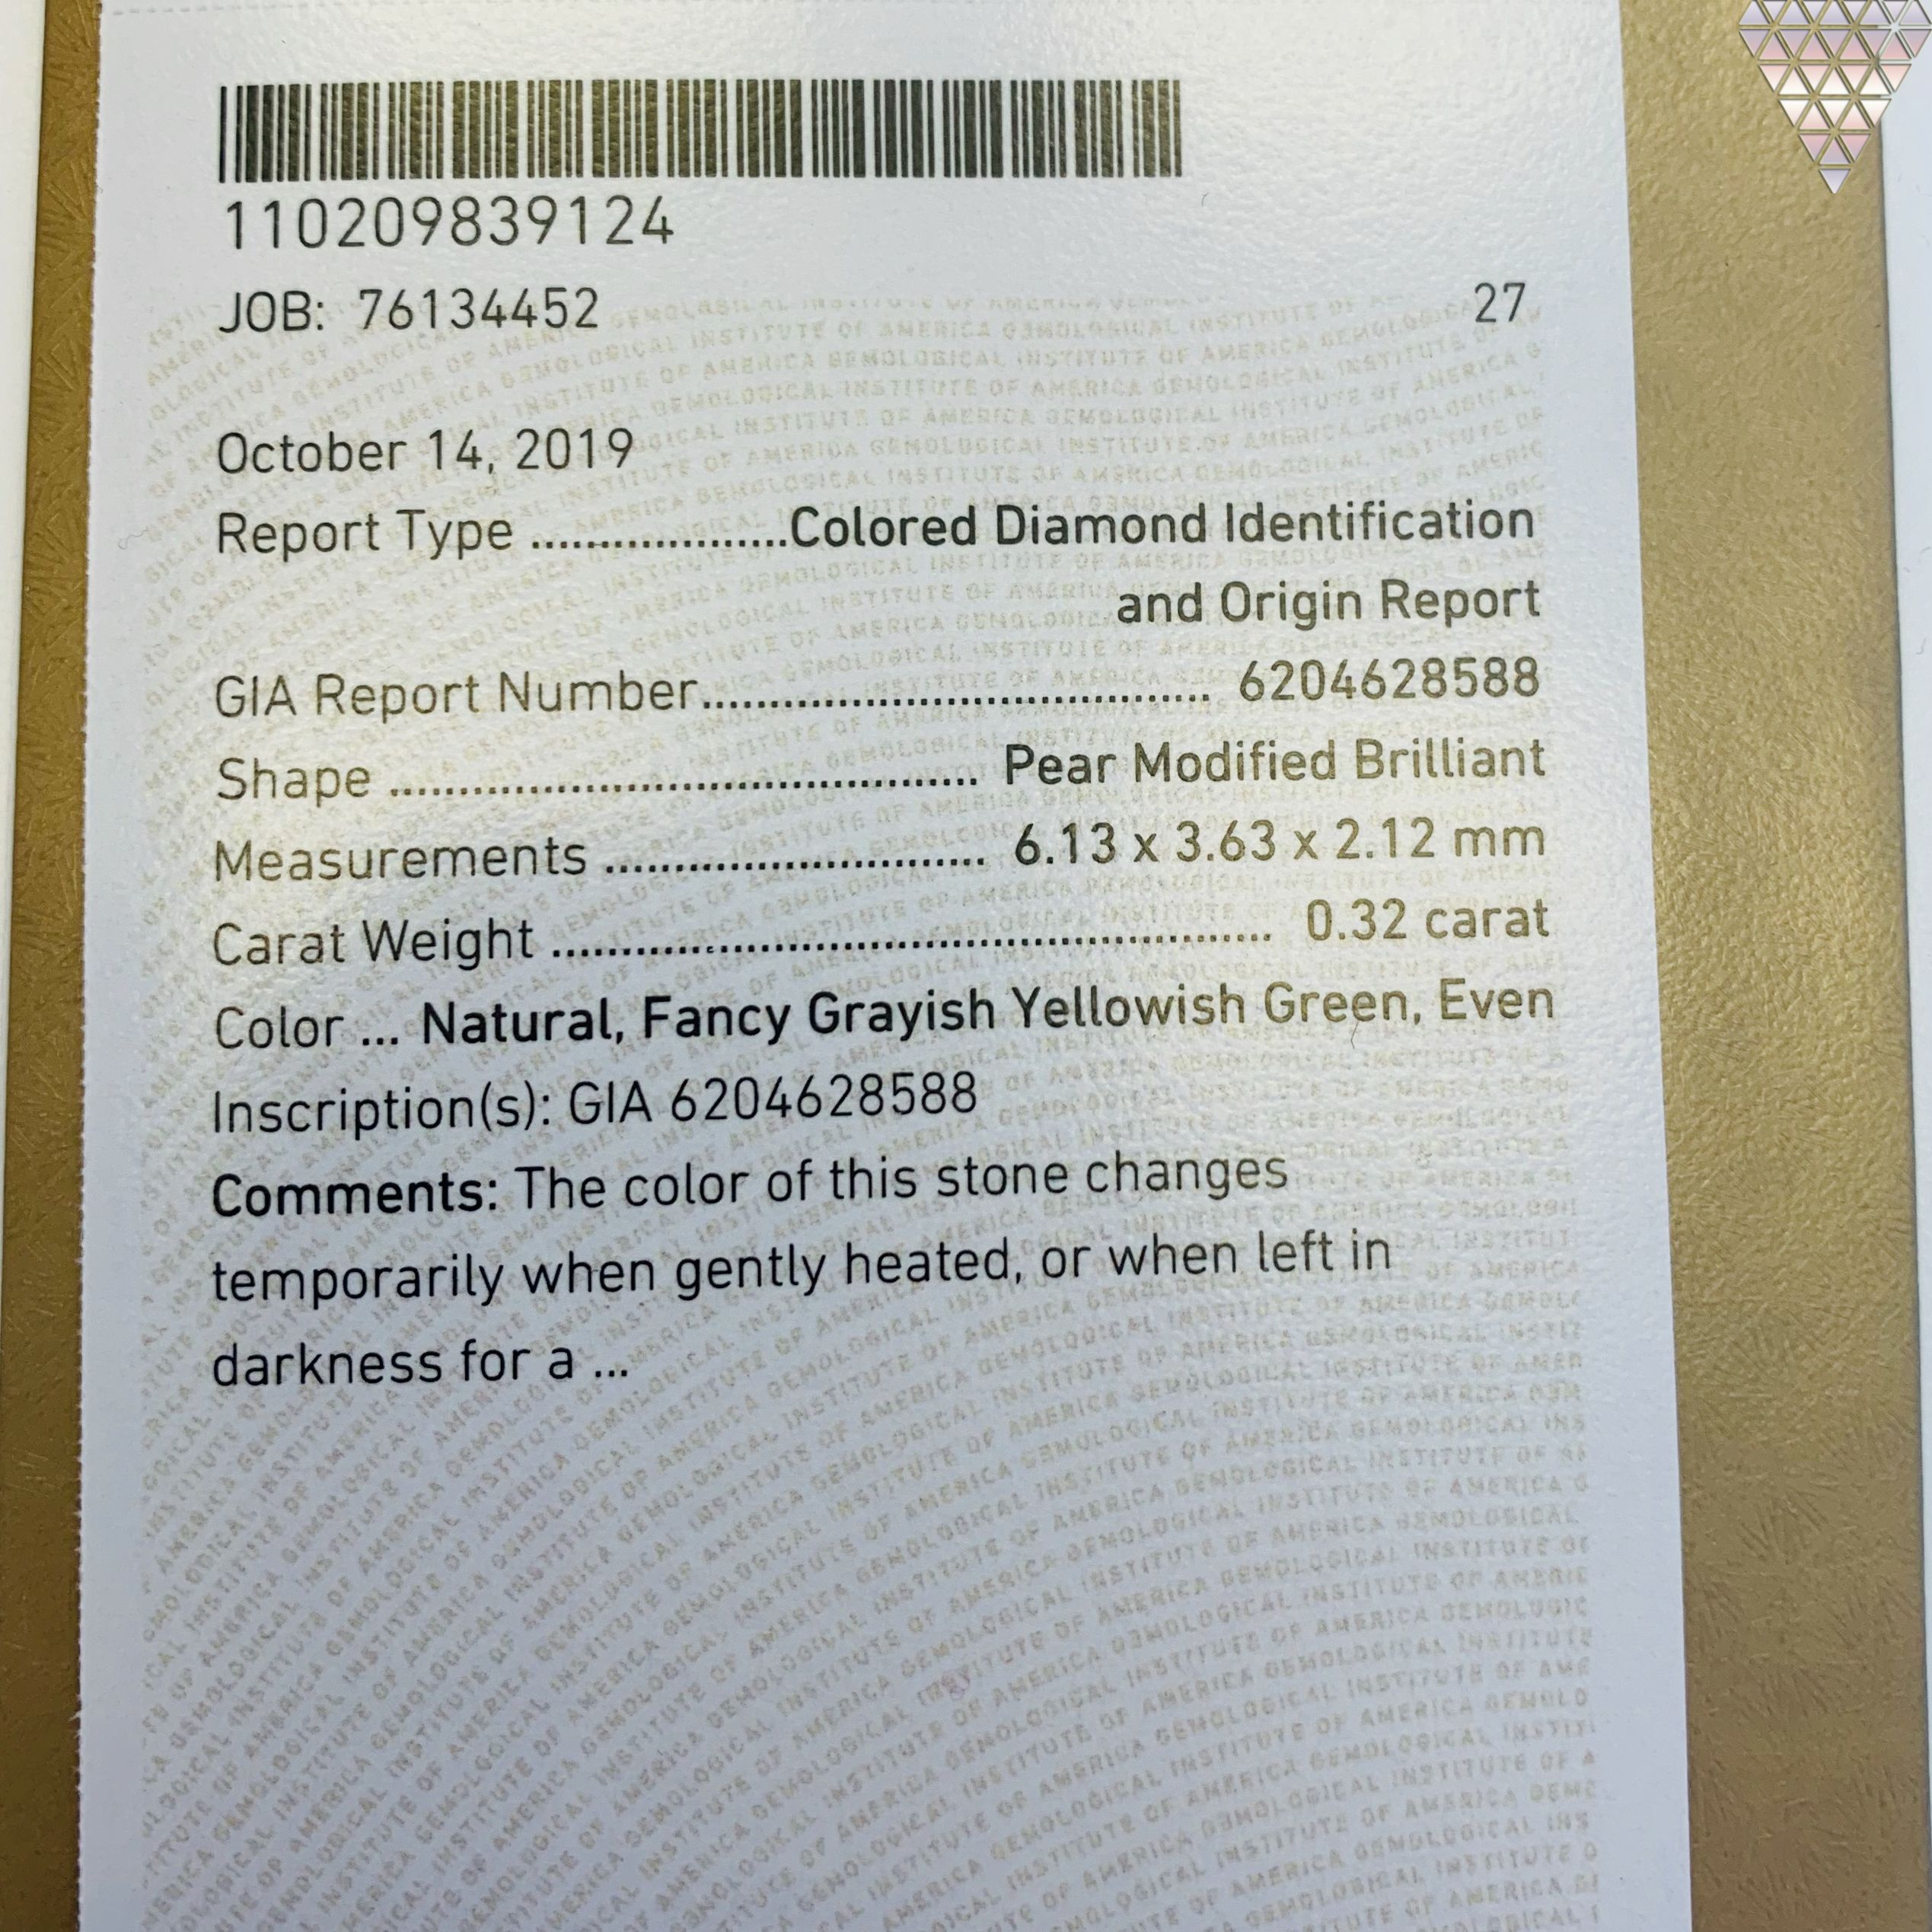 110209839124
JOB: 76134452 27
October 14, 2019
Report Type ...................Colored Diamond Identification
and Origin Report
GIA Report Number...................................... 6204628588
Shape ........................................... Pear Modified Brilliant
Measurements ............................ 6.13 x 3.63 x 2.12 mm
Carat Weight ..................................................... 0.32 carat
Color ... Natural, Fancy Grayish Yellowish Green, Even
Inscription(s): GIA 6204628588
Comments: The color of this stone changes
temporarily when gently heated, or when left in
darkness for a ...